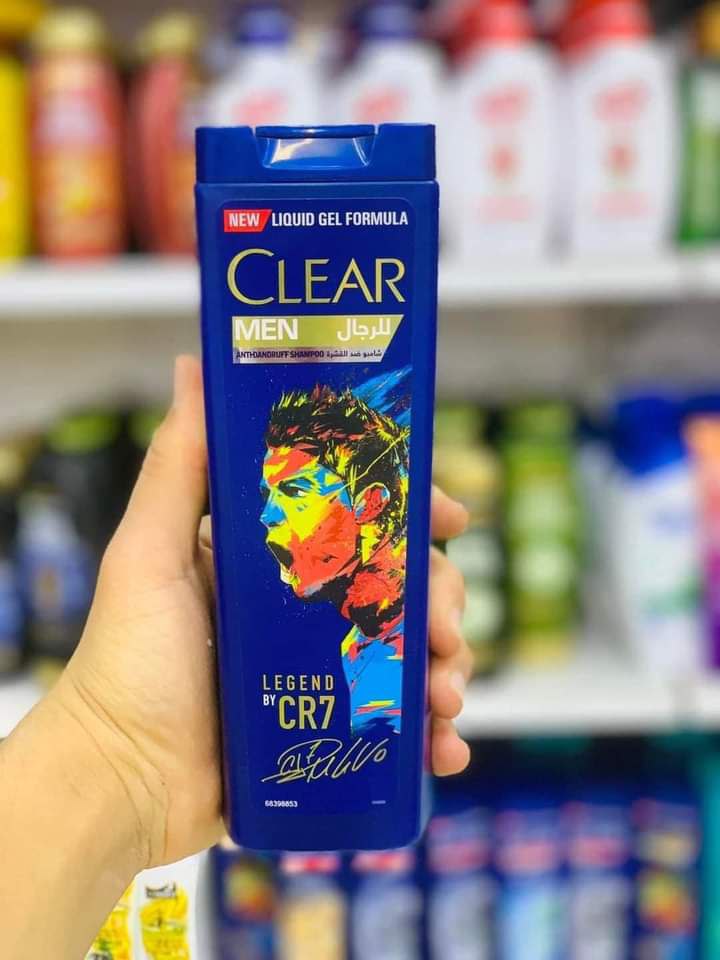 NEW LIQUID GEL FORMULA
CLEAR
MEN للرجال
ANTI-DANDRUFF SHAMPOO شامبو ضد القشرة
LEGEND
BY CR7
68398853